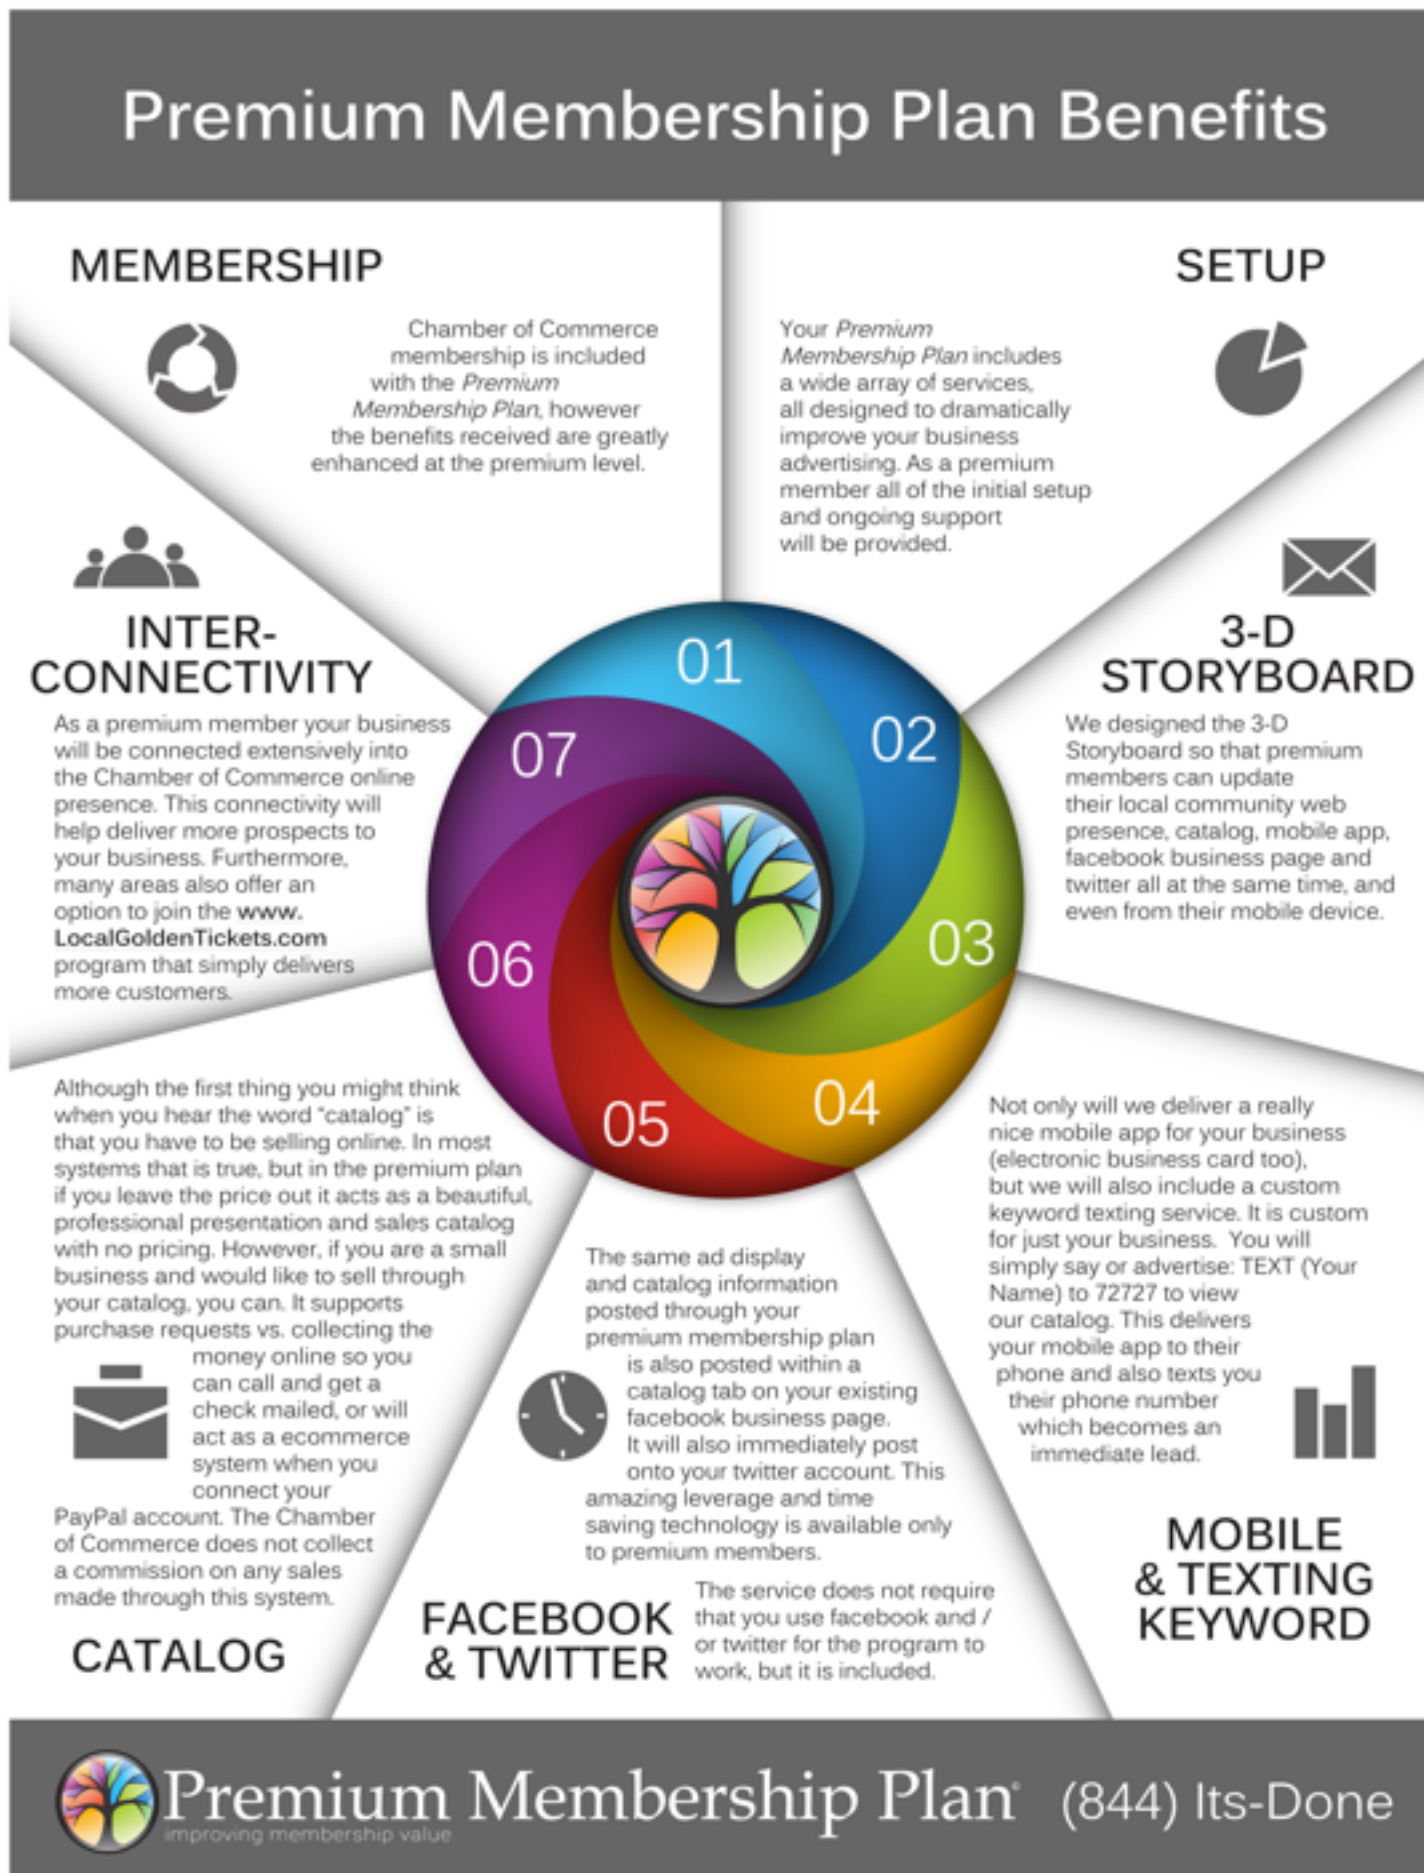 Premium Membership Plan Benefits
MEMBERSHIP
Chamber of Commerce
membership is included
with the Premium
Membership Plan, however
the benefits received are greatly
enhanced at the premium level.
SETUP
Your Premium
Membership Plan includes
a wide array of services,
all designed to dramatically
improve your business
advertising. As a premium
member all of the initial setup
and ongoing support
will be provided.
INTER-
CONNECTIVITY
As a premium member your business
will be connected extensively into
the Chamber of Commerce online
presence. This connectivity will
help deliver more prospects to
your business. Furthermore,
many areas also offer an
option to join the www.
LocalGoldenTickets.com
program that simply delivers
more customers.
01
02
03
04
05
06
07
3-D
STORYBOARD
We designed the 3-D
Storyboard so that premium
members can update
their local community web
presence, catalog, mobile app,
facebook business page and
twitter all at the same time, and
even from their mobile device.
Although the first thing you might think
when you hear the word "catalog" is
that you have to be selling online. In most
systems that is true, but in the premium plan
if you leave the price out it acts as a beautiful,
professional presentation and sales catalog
with no pricing. However, if you are a small
business and would like to sell through
your catalog, you can. It supports
purchase requests vs. collecting the
money online so you
can call and get a
check mailed, or will
act as a ecommerce
system when you
connect your
PayPal account. The Chamber
of Commerce does not collect
a commission on any sales
made through this system.
CATALOG
The same ad display
and catalog information
posted through your
premium membership plan
is also posted within a
catalog tab on your existing
facebook business page.
It will also immediately post
onto your twitter account. This
amazing leverage and time
saving technology is available only
to premium members.
FACEBOOK
& TWITTER
The service does not require
that you use facebook and /
or twitter for the program to
work, but it is included.
Not only will we deliver a really
nice mobile app for your business
(electronic business card too),
but we will also include a custom
keyword texting service. It is custom
for just your business. You will
simply say or advertise: TEXT (Your
Name) to 72727 to view
our catalog. This delivers
your mobile app to their
phone and also texts you
their phone number
which becomes an
immediate lead.
MOBILE
& TEXTING
KEYWORD
Premium Membership Plan
improving membership value
(844) Its-Done